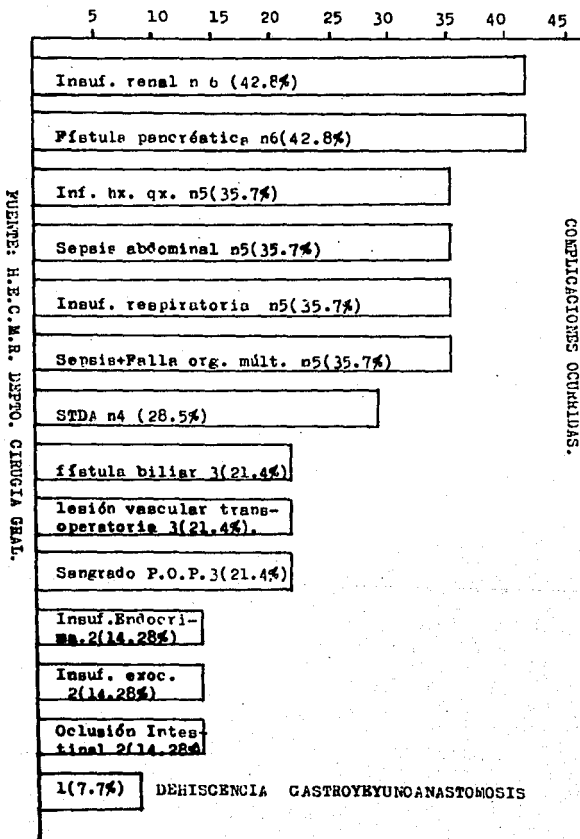 5 10 15 20 25 30 35 40 45
Insuf. renal n 6 (42.8%)
Fístula pancréatica n6(42.8%)
Inf. hx. qx. n5(35.7%)
Sepsis abdominal n5(35.7%)
Insuf. respiratoria n5(35.7%)
Sepsis+Falla org. múlt. n5(35.7%)
STDA n4 (28.5%)
fístula biliar 3(21.4%)
lesión vascular trans-
operatoria 3(21.4%).
Sangrado P.O.P.3(21.4%)
Insuf.Endocri-
na.2(14.28%)
Insuf. exoc.
2(14.28%)
Oclusión Intes-
tinal 2(14.28%
1(7.7%) DEHISCENCIA GASTROYEYUNOANASTOMOSIS
COMPLICACIONES OCURRIDAS.
FUENTE: H.E.C.M.R. DEPTO. CIRUGIA GRAL.